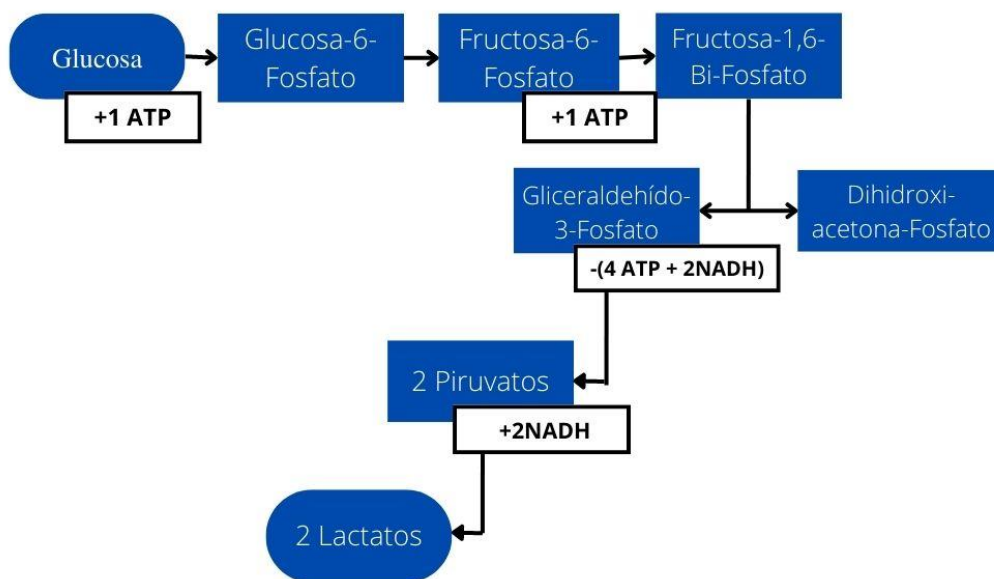 Glucosa
+1 ATP
Glucosa-6-
Fosfato
Fructosa-6-
Fosfato
+1 ATP
Fructosa-1,6-
Bi-Fosfato
Gliceraldehído-
3-Fosfato
-(4 ATP + 2NADH)
Dihidroxi-
acetona-Fosfato
2 Piruvatos
+2NADH
2 Lactatos